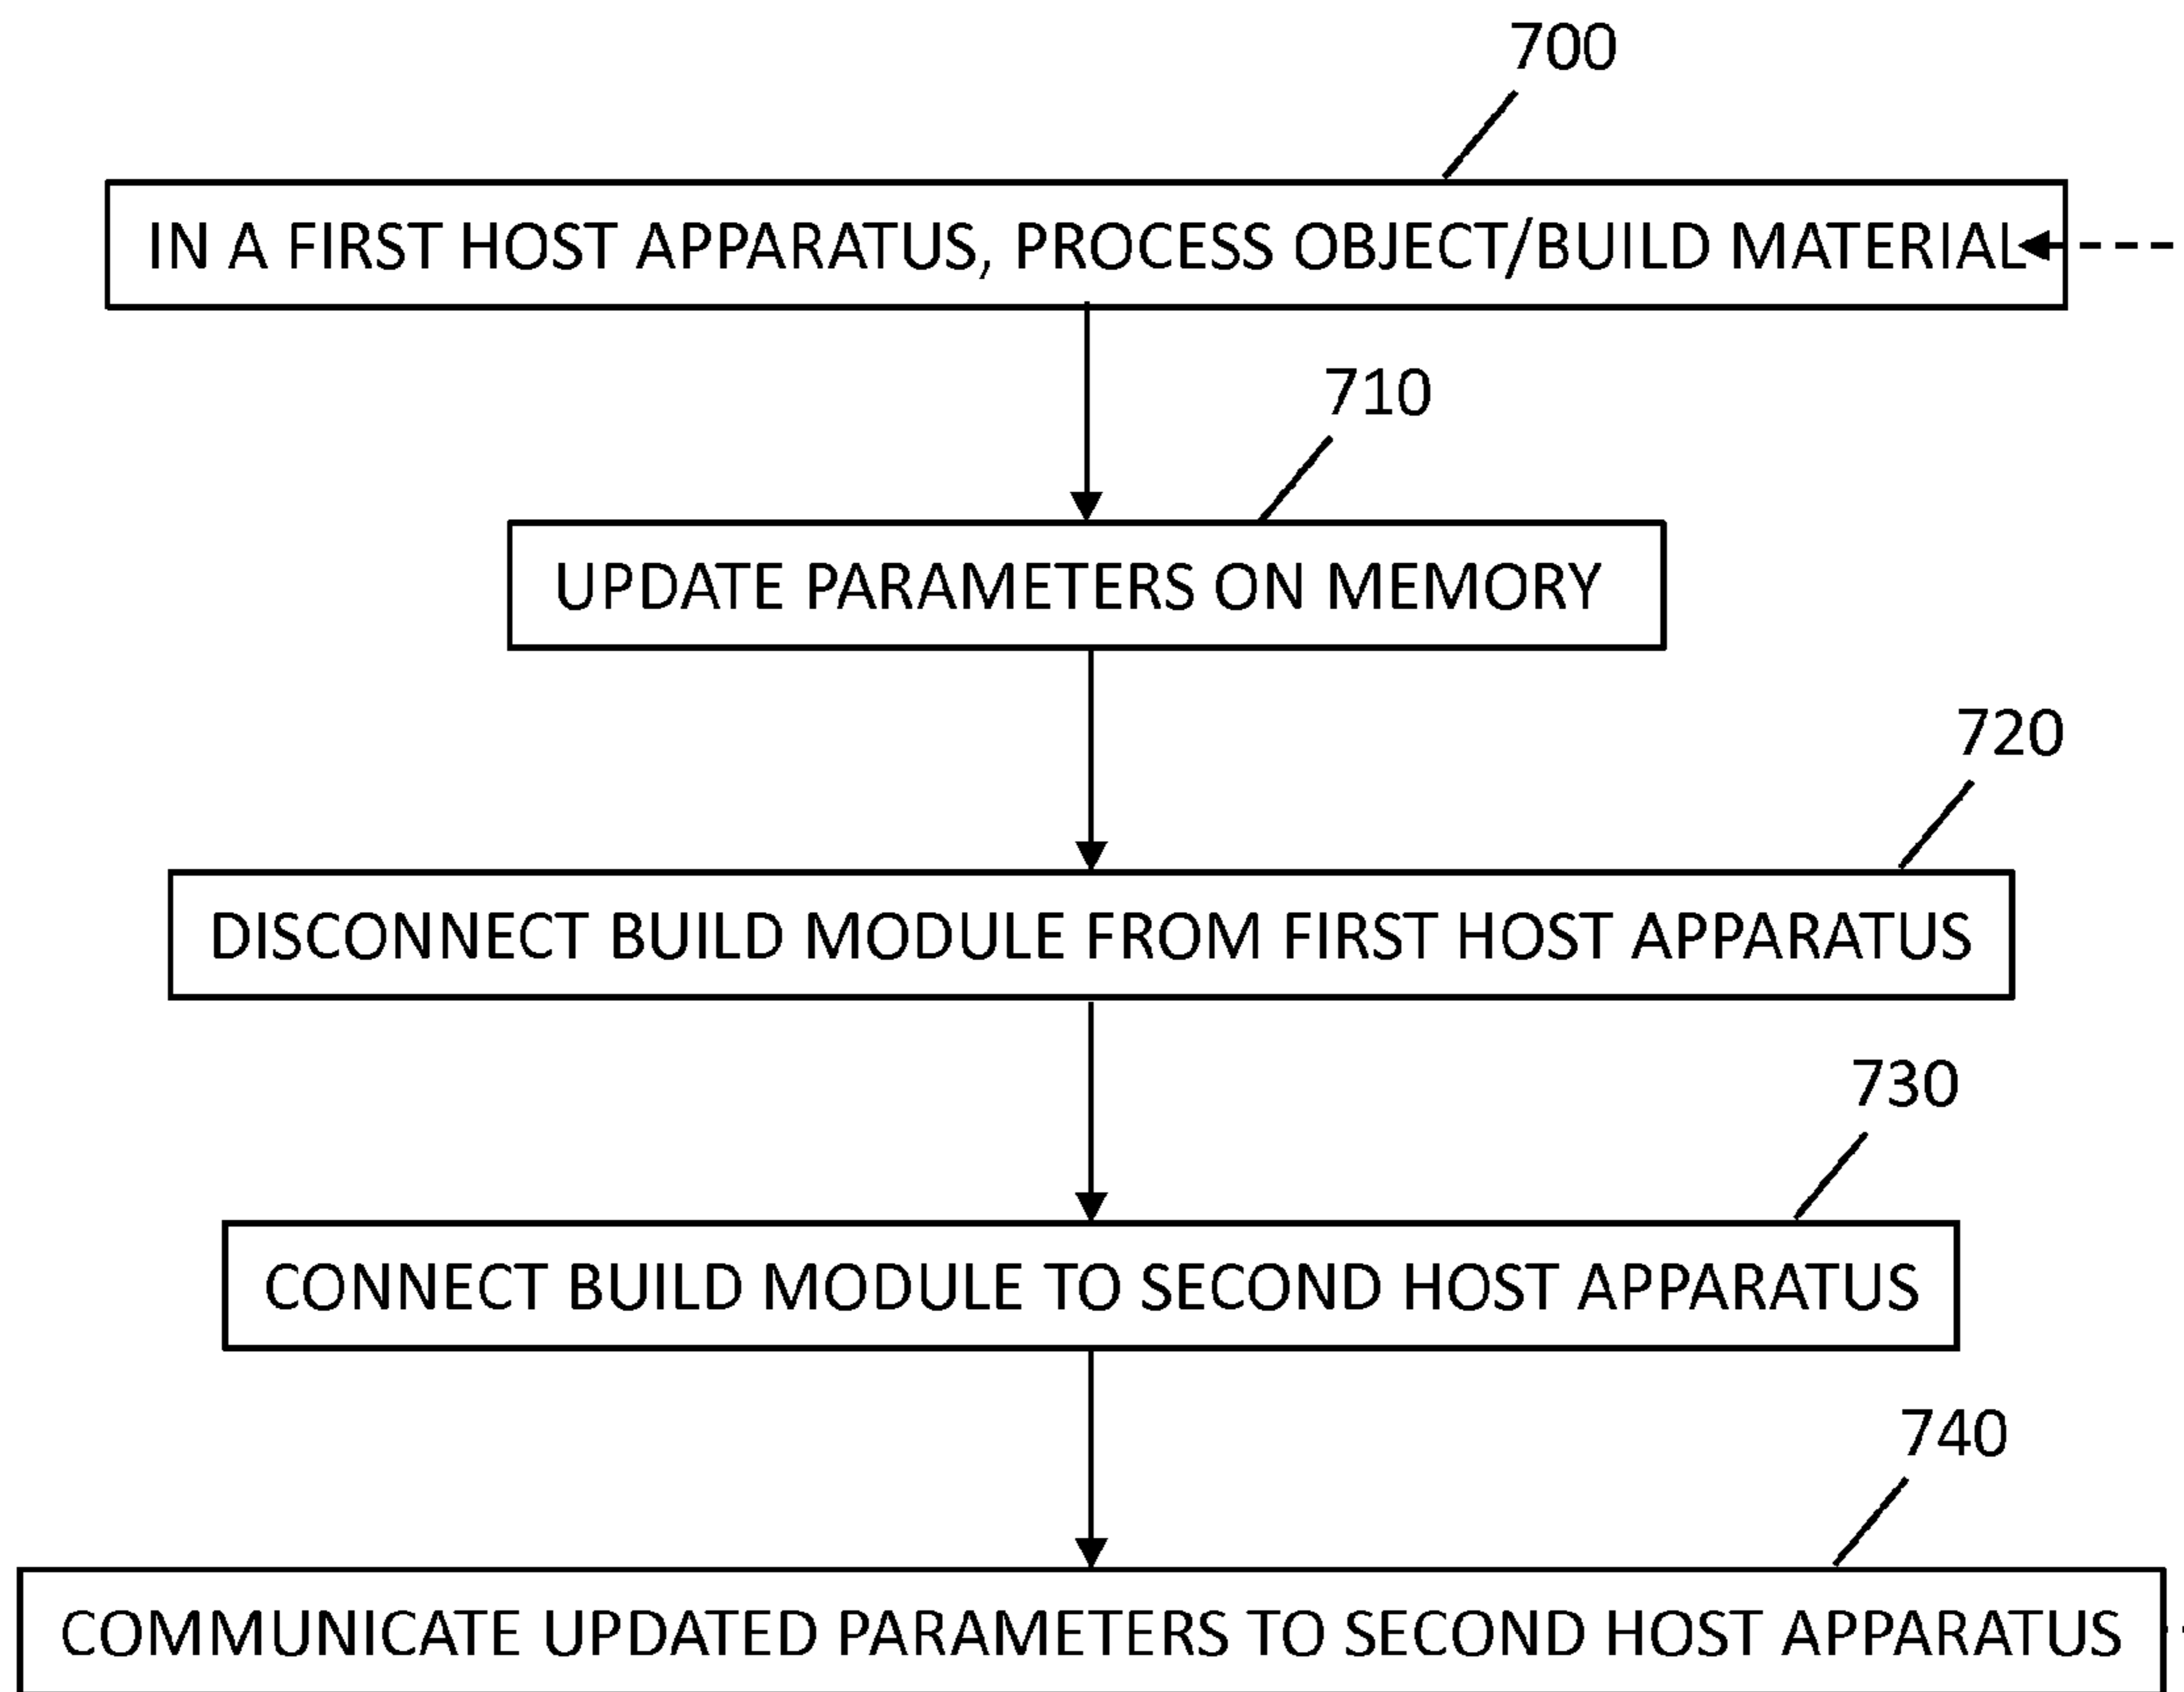 700
IN A FIRST HOST APPARATUS, PROCESS OBJECT/BUILD MATERIAL
710
UPDATE PARAMETERS ON MEMORY
720
DISCONNECT BUILD MODULE FROM FIRST HOST APPARATUS
730
CONNECT BUILD MODULE TO SECOND HOST APPARATUS
740
COMMUNICATE UPDATED PARAMETERS TO SECOND HOST APPARATUS